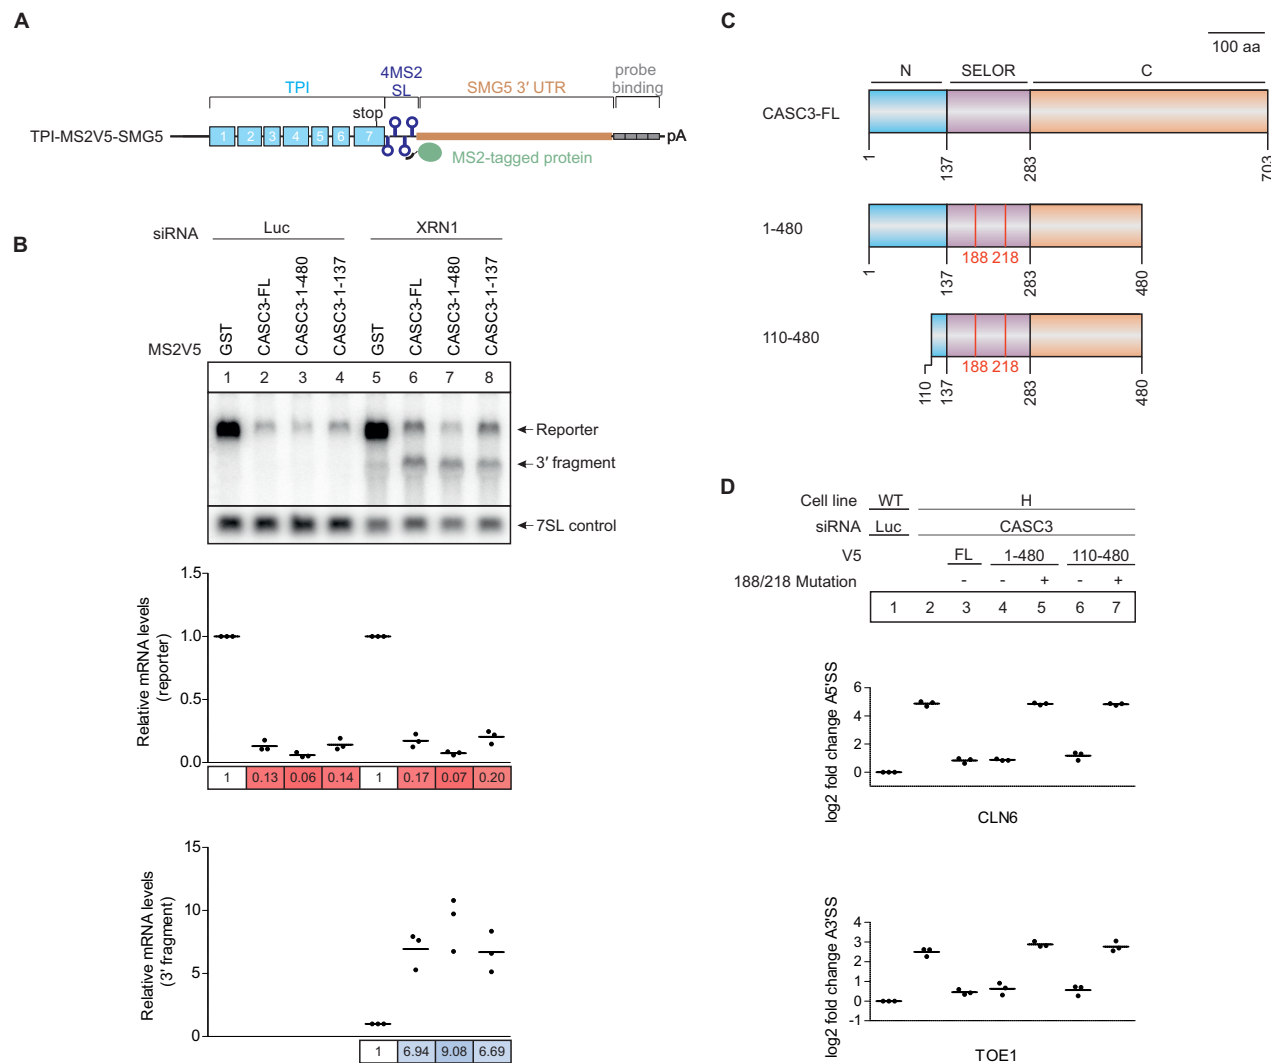 A
TPI
4MS2
SL
SMG5 3′ UTR
probe
binding
stop
TPI-MS2V5-SMG5
1 2 3 4 5 6 7
pA
MS2-tagged protein
B
siRNA Luc XRN1
MS2V5 GST CASC3-FL CASC3-1-480 CASC3-1-137 GST CASC3-FL CASC3-1-480 CASC3-1-137
1 2 3 4 5 6 7 8
Reporter
3′ fragment
7SL control
Relative mRNA levels
(reporter)
1.5
1.0
0.5
0.0
1 0.13 0.06 0.14 1 0.17 0.07 0.20
Relative mRNA levels
(3′ fragment)
15
10
5
0
1 6.94 9.08 6.69
C
100 aa
N SELOR C
CASC3-FL
1 137 283 703
1-480
188 218
1 137 283 480
110-480
188 218
110 137 283 480
D
Cell line WT H
siRNA Luc CASC3
V5 FL 1-480 110-480
188/218 Mutation - - + - +
1 2 3 4 5 6 7
log2 fold change A5'SS
6
4
2
0
CLN6
log2 fold change A3'SS
4
3
2
1
0
-1
TOE1